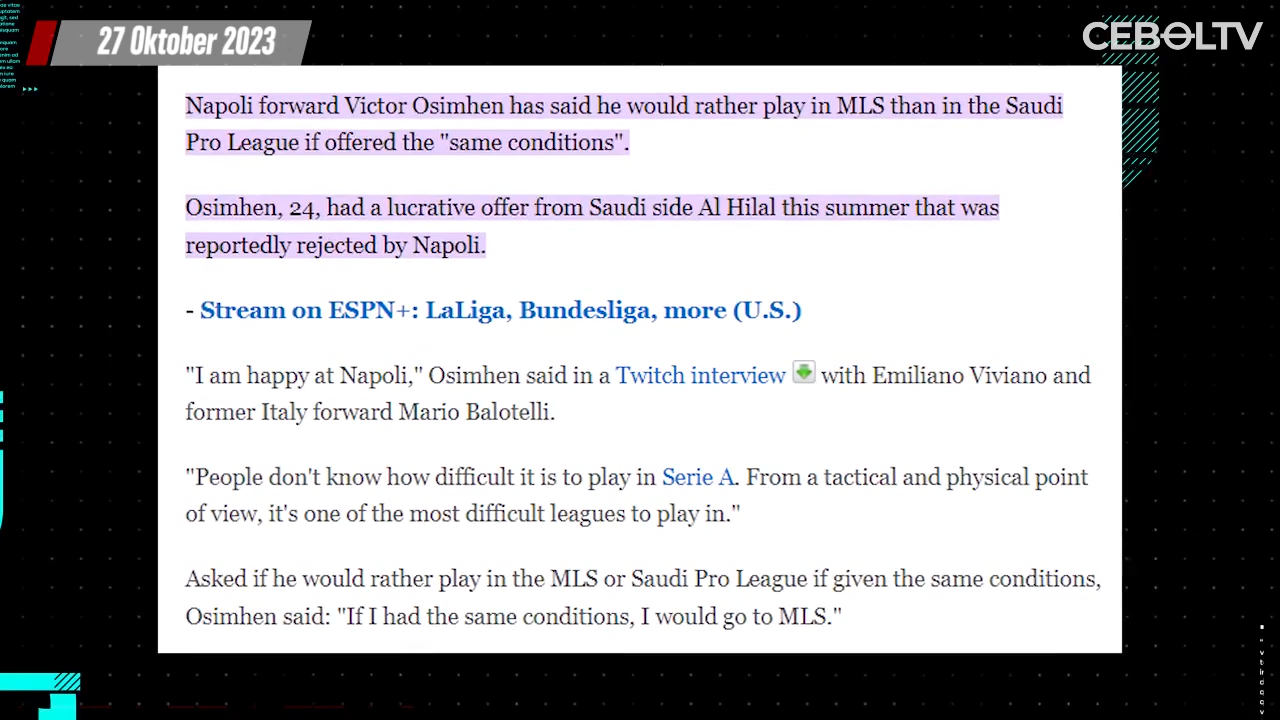 27 Oktober 2023
CEBOLTV
Napoli forward Victor Osimhen has said he would rather play in MLS than in the Saudi
Pro League if offered the "same conditions".
Osimhen, 24, had a lucrative offer from Saudi side Al Hilal this summer that was
reportedly rejected by Napoli.
- Stream on ESPN+: LaLiga, Bundesliga, more (U.S.)
"I am happy at Napoli," Osimhen said in a Twitch interview with Emiliano Viviano and
former Italy forward Mario Balotelli.
"People don't know how difficult it is to play in Serie A. From a tactical and physical point
of view, it's one of the most difficult leagues to play in."
Asked if he would rather play in the MLS or Saudi Pro League if given the same conditions,
Osimhen said: "If I had the same conditions, I would go to MLS."